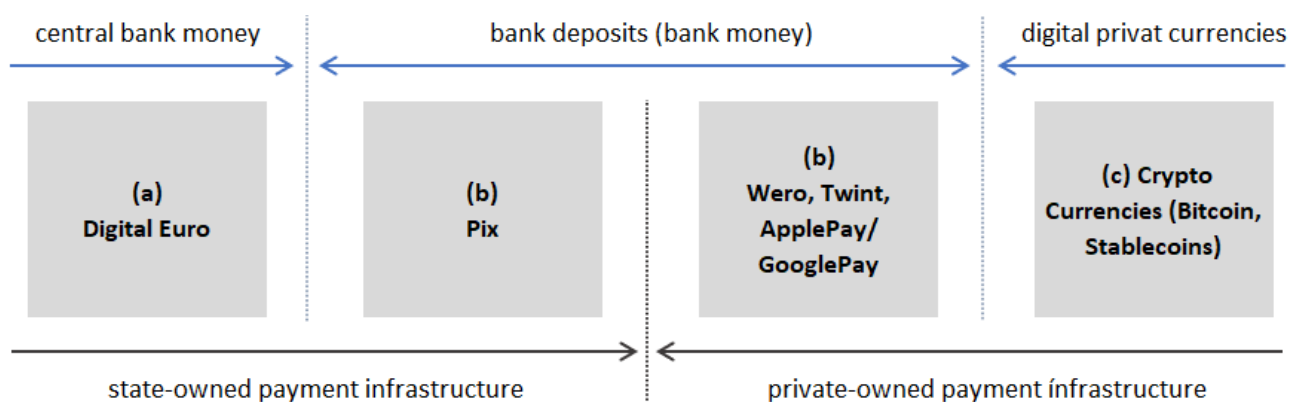 central bank money
bank deposits (bank money)
digital privat currencies
(a)
Digital Euro
(b)
Pix
(b)
Wero, Twint,
ApplePay/
GooglePay
(c) Crypto
Currencies (Bitcoin,
Stablecoins)
state-owned payment infrastructure
private-owned payment ínfrastructure